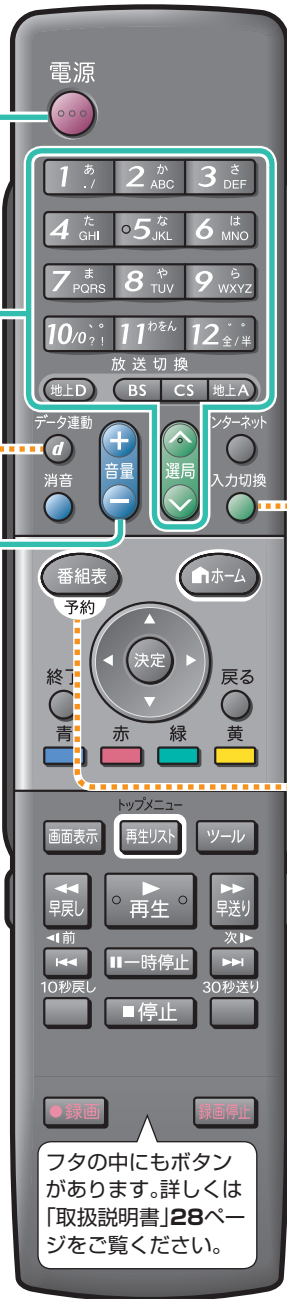 電源
1 あ ./ 2 か ABC 3 さ DEF
4 た GHI 5 な JKL 6 は MNO
7 ま PQRS 8 や TUV 9 ら WXYZ
10/0 ゛゜ ?! 11 わをん 12 ゛゜ 全/半
放送切換
地上D BS CS 地上A
データ連動 ンターネット
d + 音量 − 選局
消音 入力切換
番組表 ホーム
予約
決定
終了 戻る
青 赤 緑 黄
トップメニュー
画面表示 再生リスト ツール
早戻し 再生 早送り
前 次
一時停止
10秒戻し 30秒送り
■停止
●録画 録画停止
フタの中にもボタン
があります。詳しくは
「取扱説明書」28ペー
ジをご覧ください。